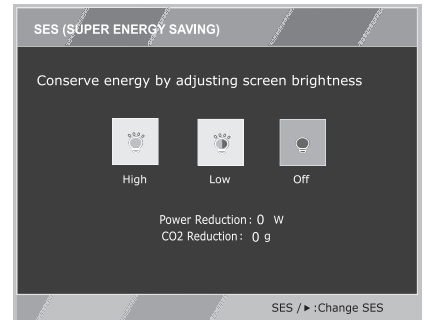 SES (SUPER ENERGY SAVING)
Conserve energy by adjusting screen brightness
High Low Off
Power Reduction: 0 W
CO2 Reduction: 0 g
SES / ▶ :Change SES